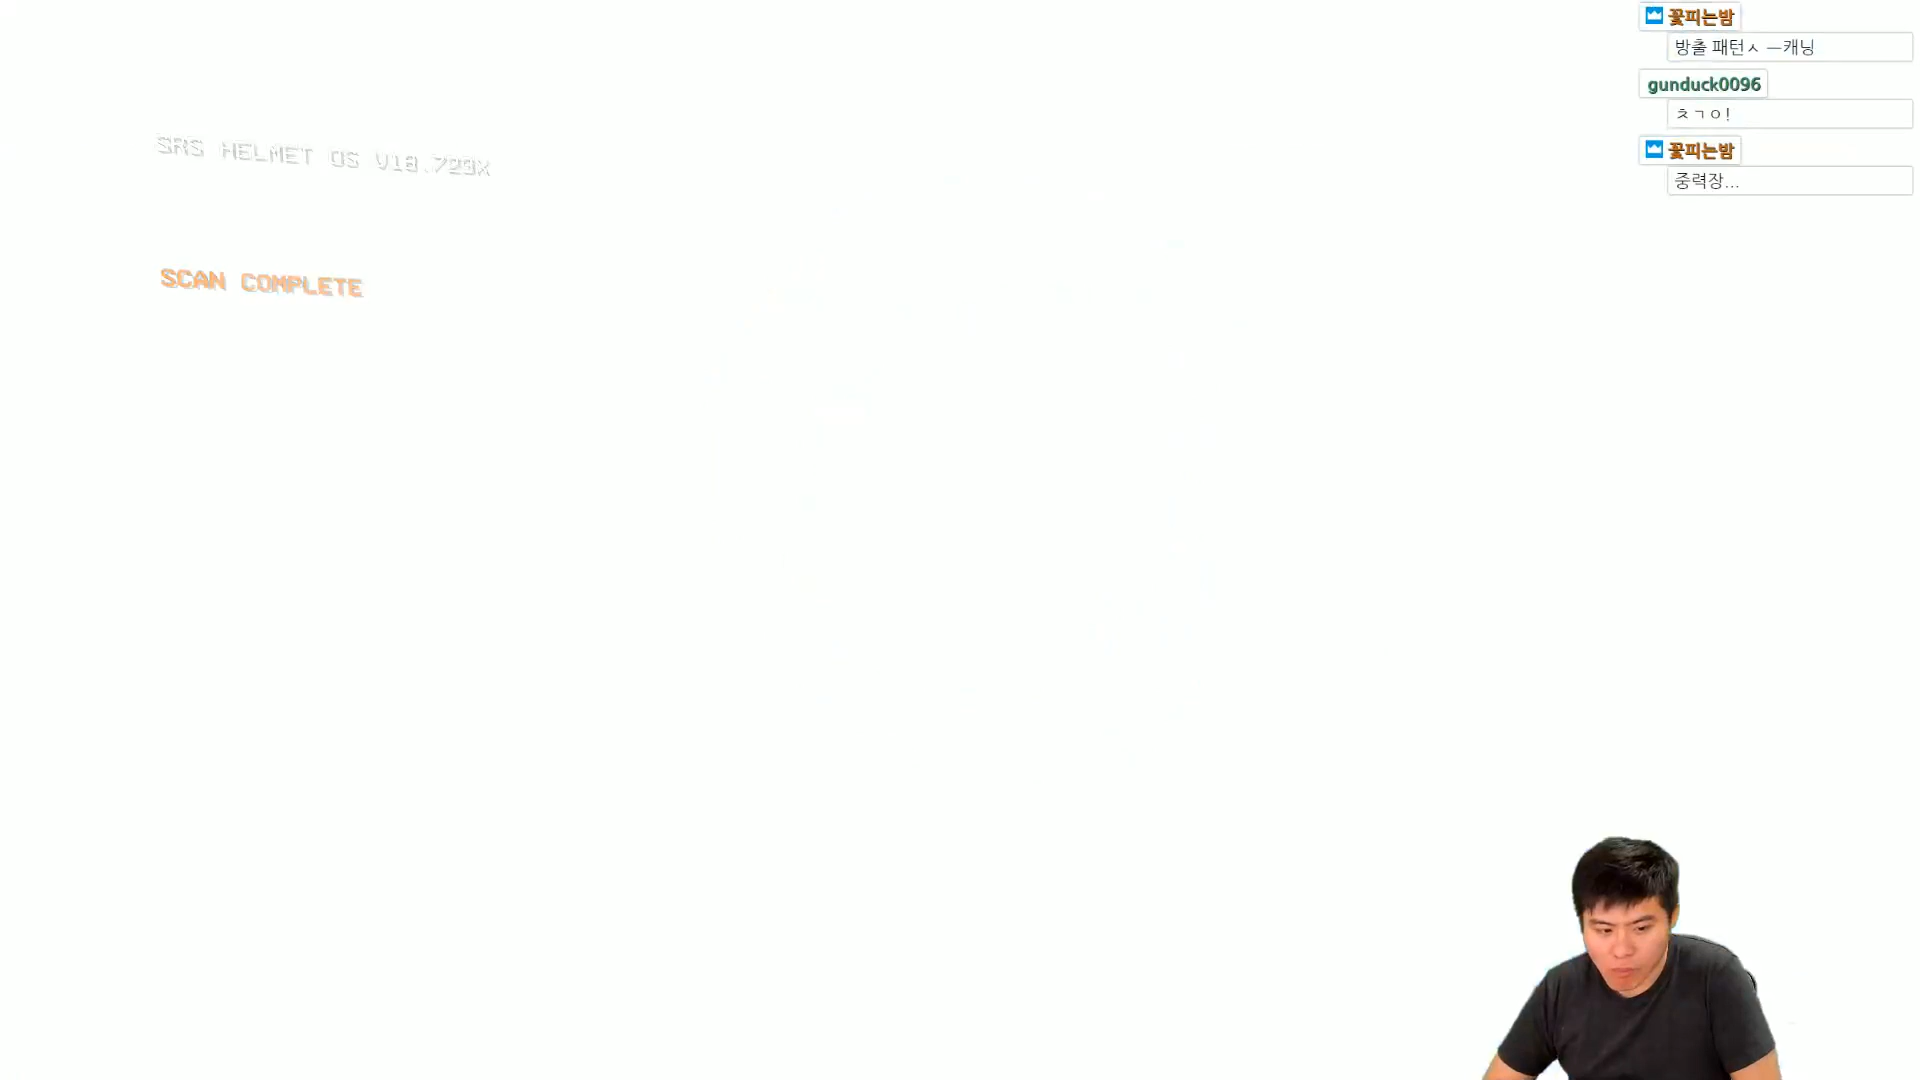 꽃피는밤
방출 패턴ㅅ ㅡ캐닝
gunduck0096
ㅊㄱㅇ!
꽃피는밤
중력장...
SRS HELMET OS V18.723X
SCAN COMPLETE